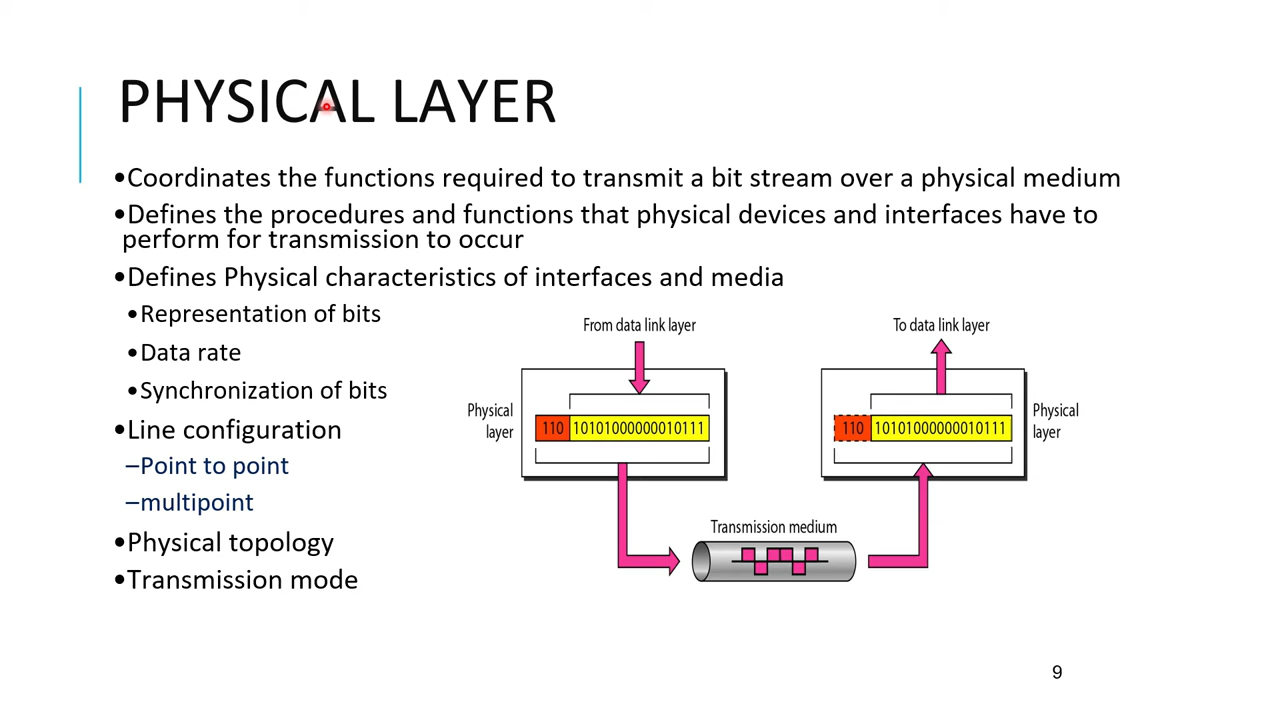 PHYSICAL LAYER
•Coordinates the functions required to transmit a bit stream over a physical medium
•Defines the procedures and functions that physical devices and interfaces have to
perform for transmission to occur
•Defines Physical characteristics of interfaces and media
•Representation of bits
•Data rate
•Synchronization of bits
•Line configuration
–Point to point
–multipoint
•Physical topology
•Transmission mode
From data link layer
To data link layer
Physical
layer
110 10101000000010111
110 10101000000010111
Physical
layer
Transmission medium
9